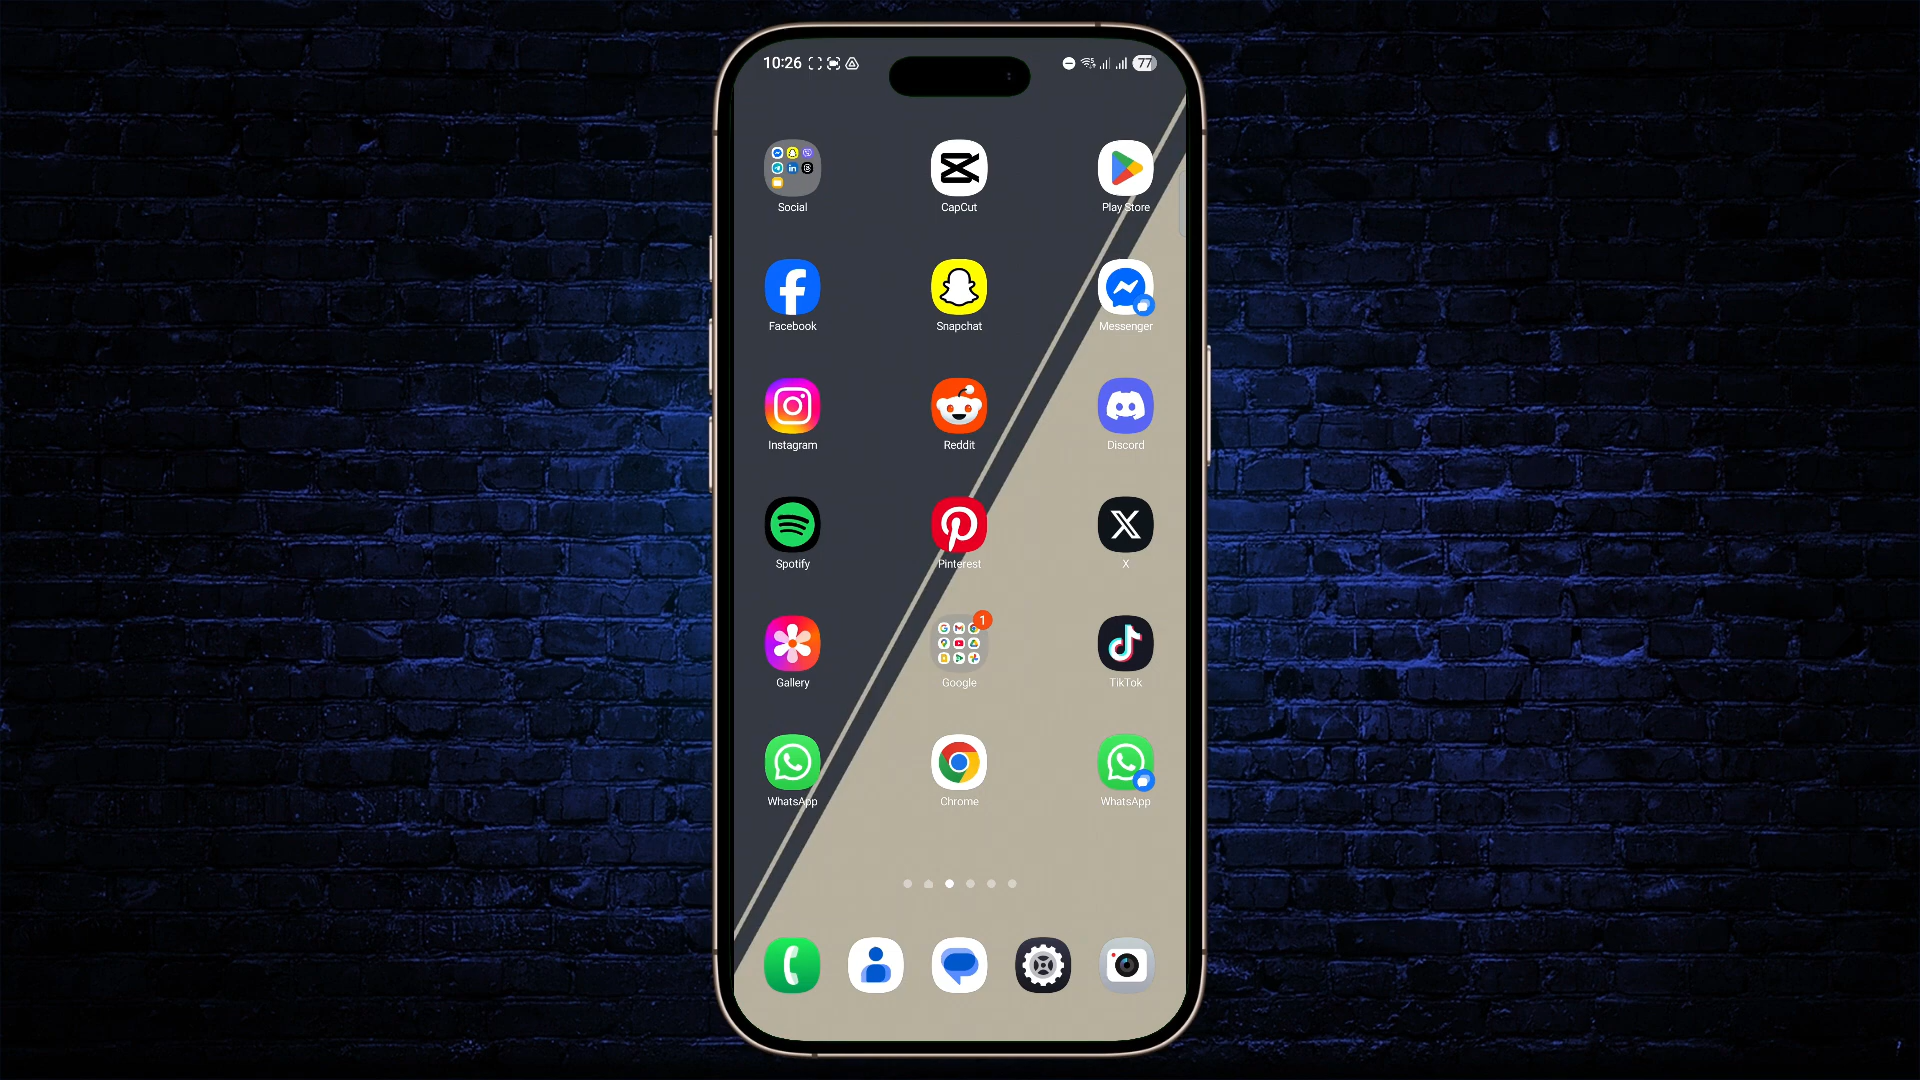 10:26
77
Social CapCut Play Store
Facebook Snapchat Messenger
Instagram Reddit Discord
Spotify Pinterest X
1
Gallery Google TikTok
WhatsApp Chrome WhatsApp